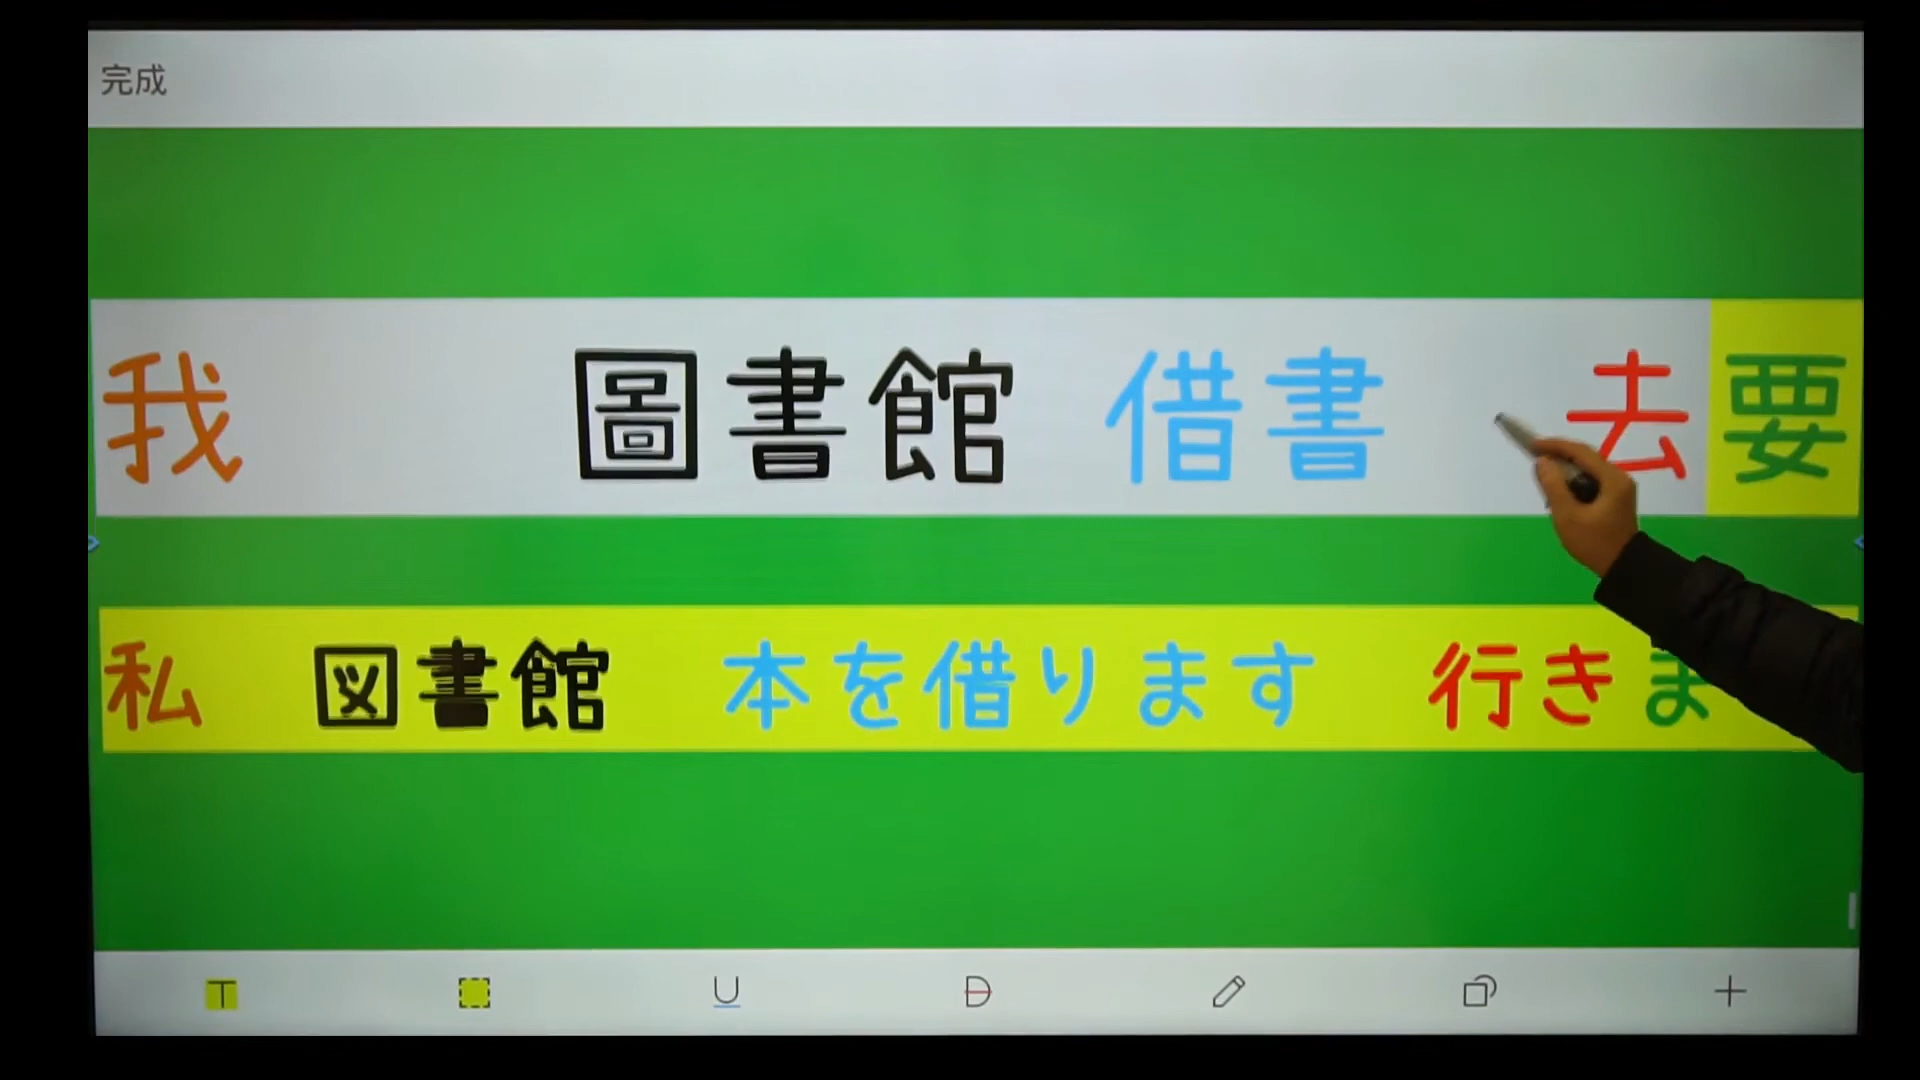 完成
我 圖書館 借書 去 要
私 図書館 本を借ります 行きま
T U D